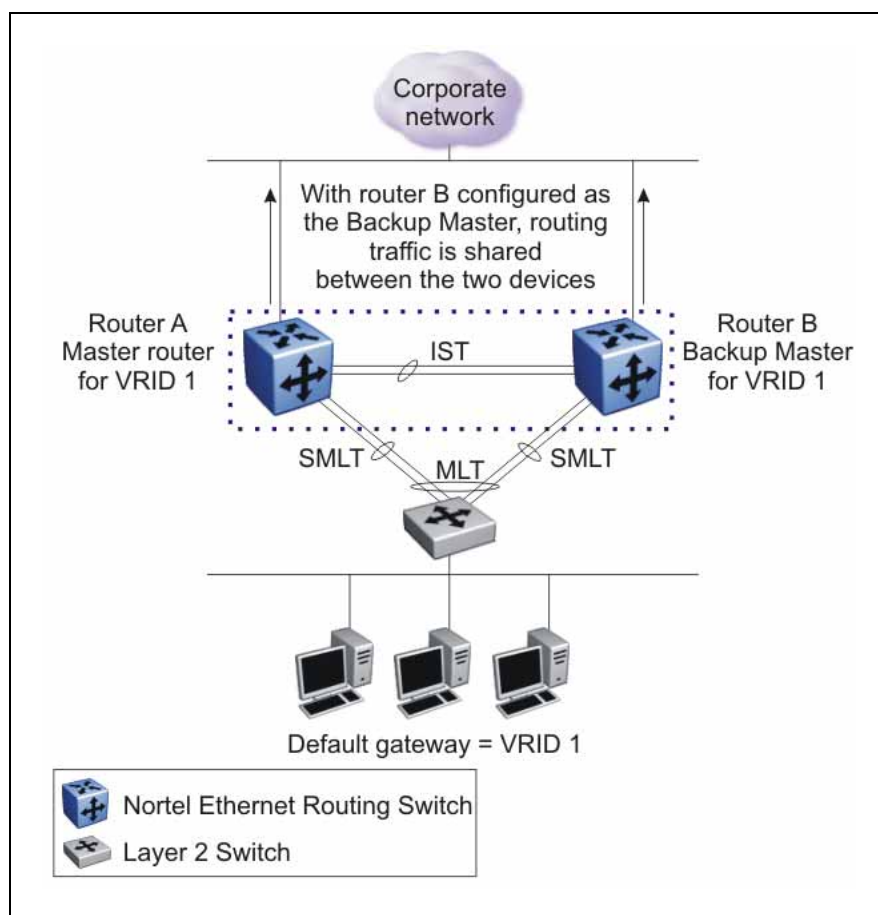 Corporate
network
With router B configured as
the Backup Master, routing
traffic is shared
between the two devices
Router A
Master router
for VRID 1
IST
Router B
Backup Master
for VRID 1
SMLT
MLT
SMLT
Default gateway = VRID 1
Nortel Ethernet Routing Switch
Layer 2 Switch